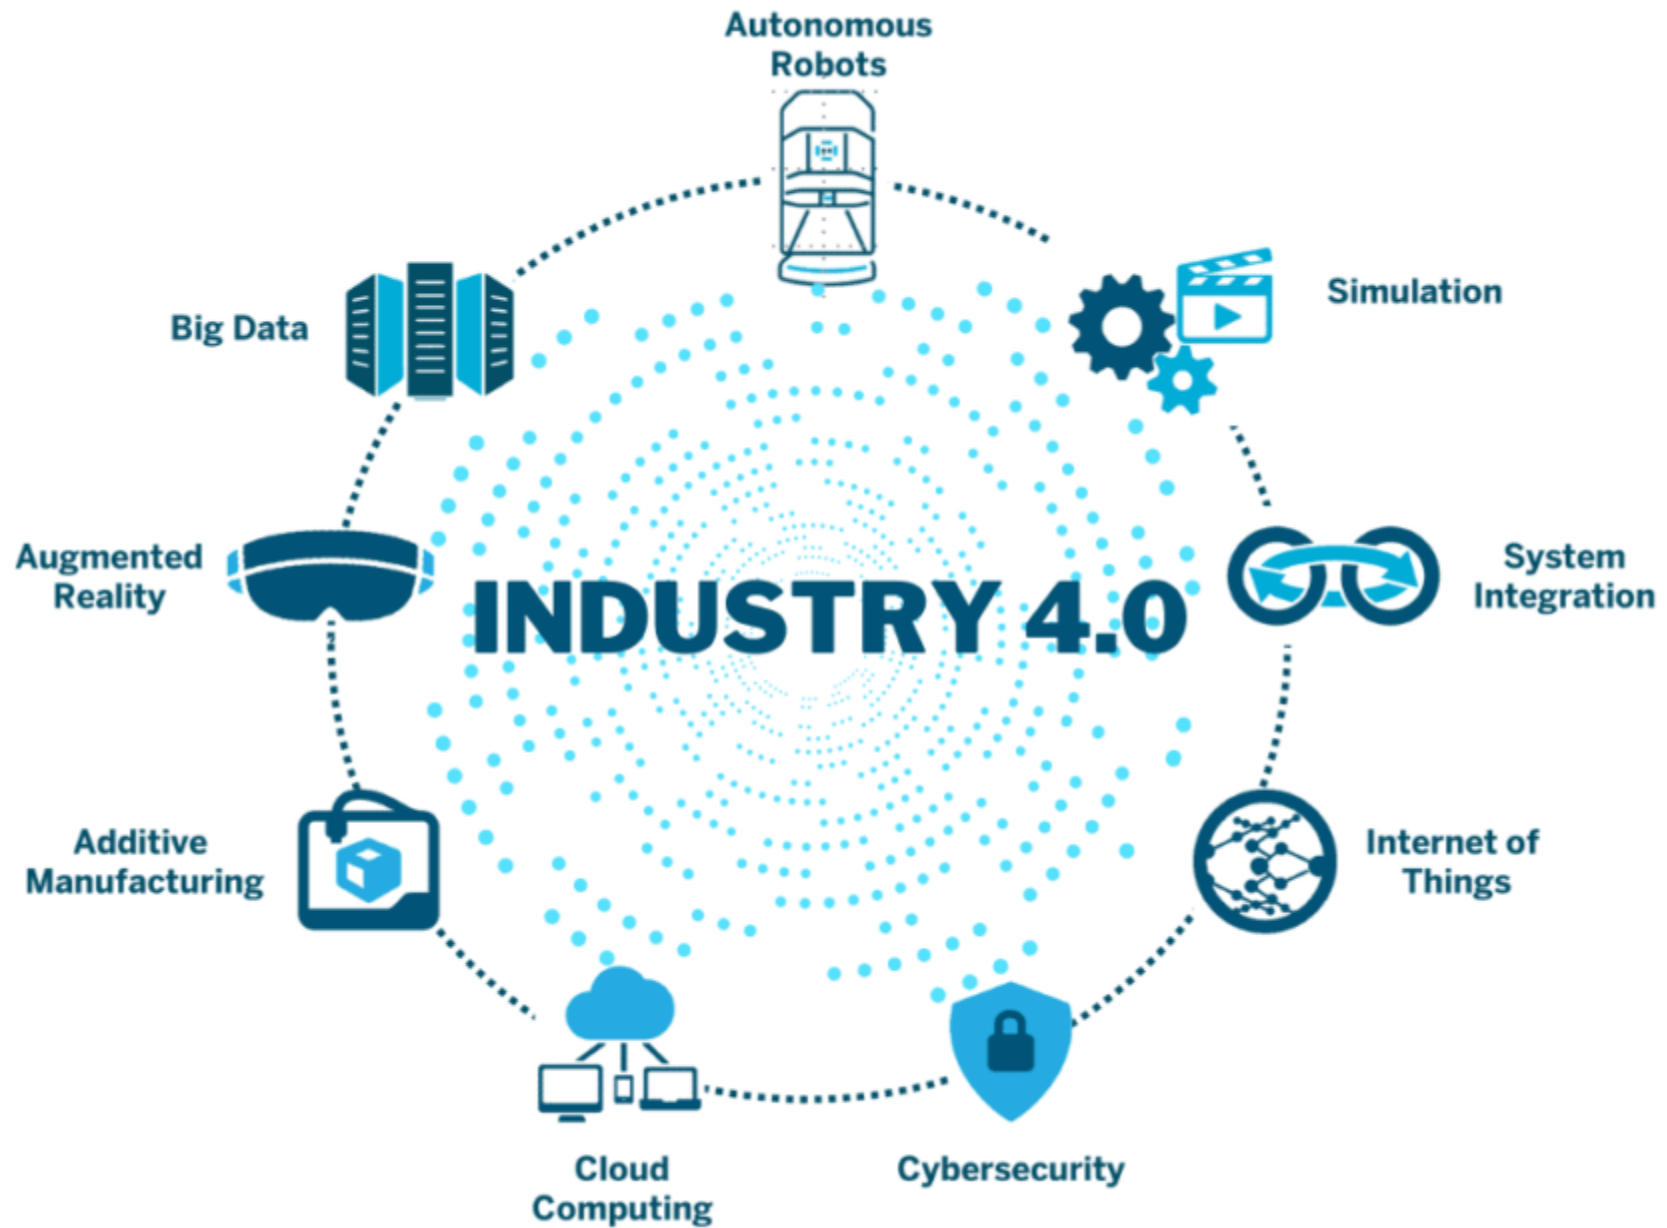 Autonomous
Robots
Simulation
Big Data
System
Integration
Augmented
Reality
INDUSTRY 4.0
Internet of
Things
Additive
Manufacturing
Cybersecurity
Cloud
Computing